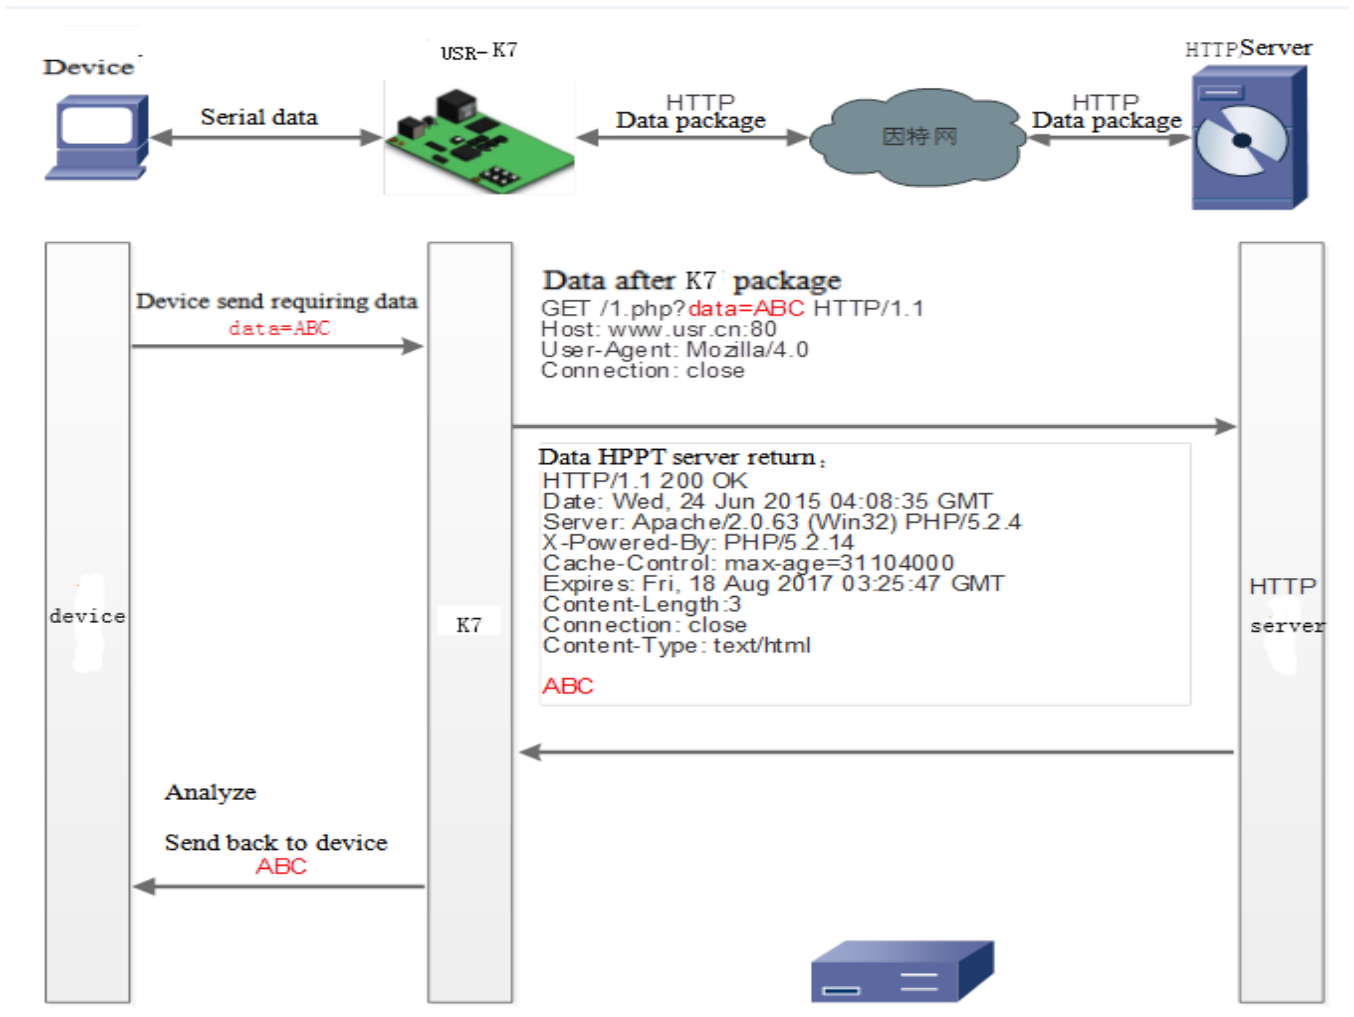 Device
USR-K7
HTTP Server
Serial data
HTTP
Data package
因特网
HTTP
Data package
Device send requiring data
data=ABC
Data after K7 package
GET /1.php?data=ABC HTTP/1.1
Host: www.usr.cn:80
User-Agent: Mozilla/4.0
Connection: close
Data HPPT server return:
HTTP/1.1 200 OK
Date: Wed, 24 Jun 2015 04:08:35 GMT
Server: Apache/2.0.63 (Win32) PHP/5.2.4
X-Powered-By: PHP/5.2.14
Cache-Control: max-age=31104000
Expires: Fri, 18 Aug 2017 03:25:47 GMT
Content-Length:3
Connection: close
Content-Type: text/html
ABC
device
K7
HTTP
server
Analyze
Send back to device
ABC